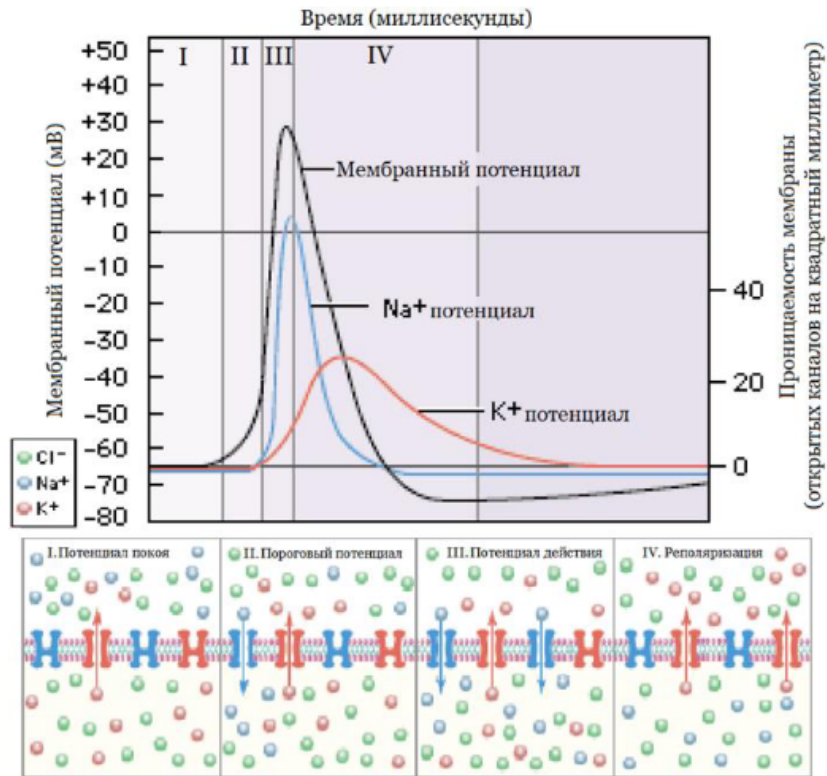 Время (миллисекунды)
I II III IV
+50
+40
+30
+20
+10
0
-10
-20
-30
-40
-50
-60
-70
-80
Мембранный потенциал (мВ)
Мембранный потенциал
Na+ потенциал
K+ потенциал
40
20
0
Проницаемость мембраны
(открытых каналов на квадратный миллиметр)
Cl−
Na+
K+
I. Потенциал покоя
II. Пороговый потенциал
III. Потенциал действия
IV. Реполяризация